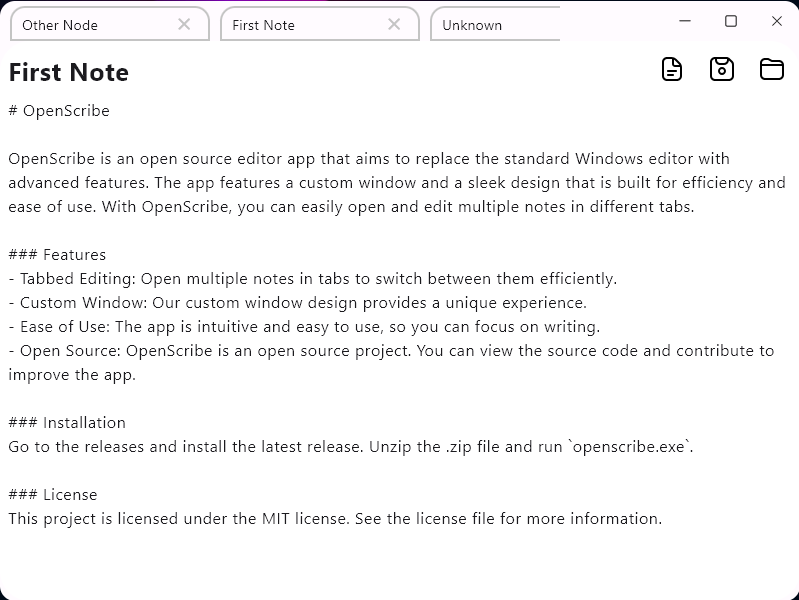 Other Node
First Note
Unknown
First Note
# OpenScribe
OpenScribe is an open source editor app that aims to replace the standard Windows editor with
advanced features. The app features a custom window and a sleek design that is built for efficiency and
ease of use. With OpenScribe, you can easily open and edit multiple notes in different tabs.
### Features
- Tabbed Editing: Open multiple notes in tabs to switch between them efficiently.
- Custom Window: Our custom window design provides a unique experience.
- Ease of Use: The app is intuitive and easy to use, so you can focus on writing.
- Open Source: OpenScribe is an open source project. You can view the source code and contribute to
improve the app.
### Installation
Go to the releases and install the latest release. Unzip the .zip file and run `openscribe.exe`.
### License
This project is licensed under the MIT license. See the license file for more information.